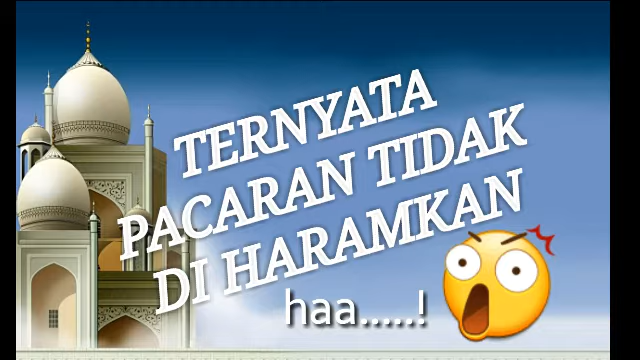 TERNYATA
PACARAN TIDAK
DI HARAMKAN
haa.....!